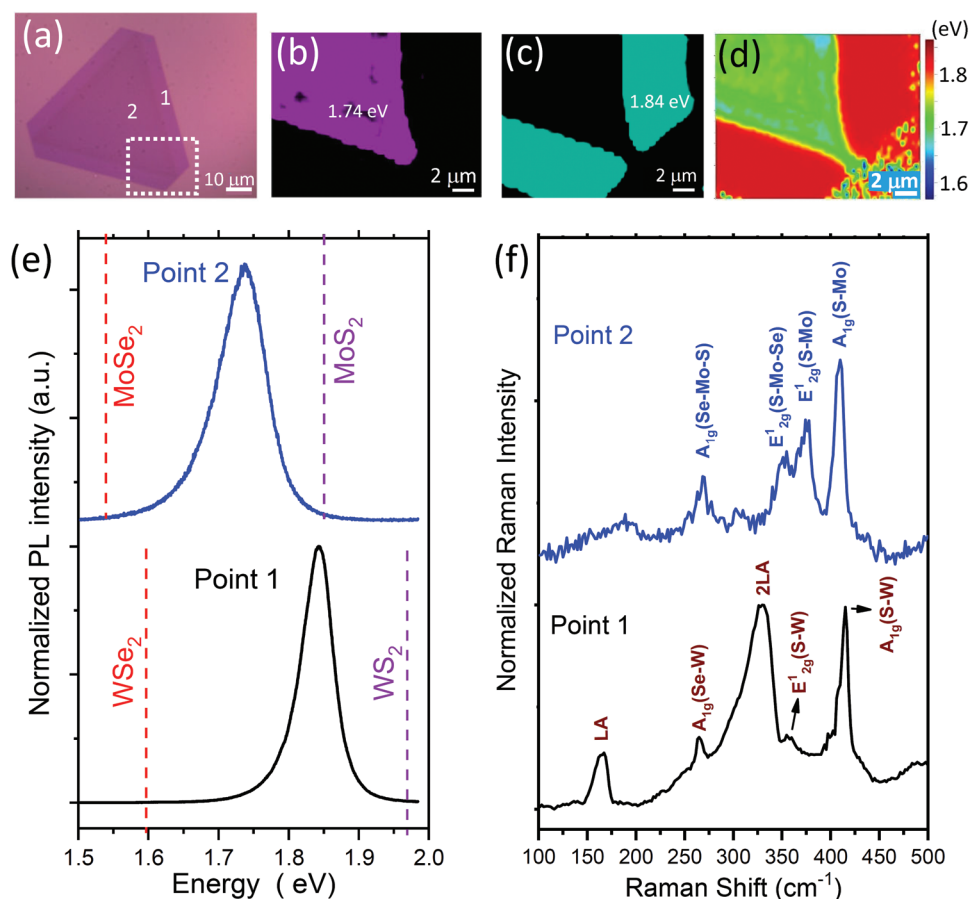 (a)
2
1
10 μm
(b)
1.74 eV
2 μm
(c)
1.84 eV
2 μm
(d)
2 μm
(eV)
1.8
1.7
1.6
(e)
Point 2
MoSe₂
MoS₂
Point 1
WSe₂
WS₂
Normalized PL intensity (a.u.)
1.5 1.6 1.7 1.8 1.9 2.0
Energy ( eV)
(f)
Point 2
A₁g(Se-Mo-S)
E¹₂g(S-Mo-Se)
E¹₂g(S-Mo)
A₁g(S-Mo)
Point 1
LA
A₁g(Se-W)
2LA
E¹₂g(S-W)
A₁g(S-W)
Normalized Raman Intensity
100 150 200 250 300 350 400 450 500
Raman Shift (cm⁻¹)